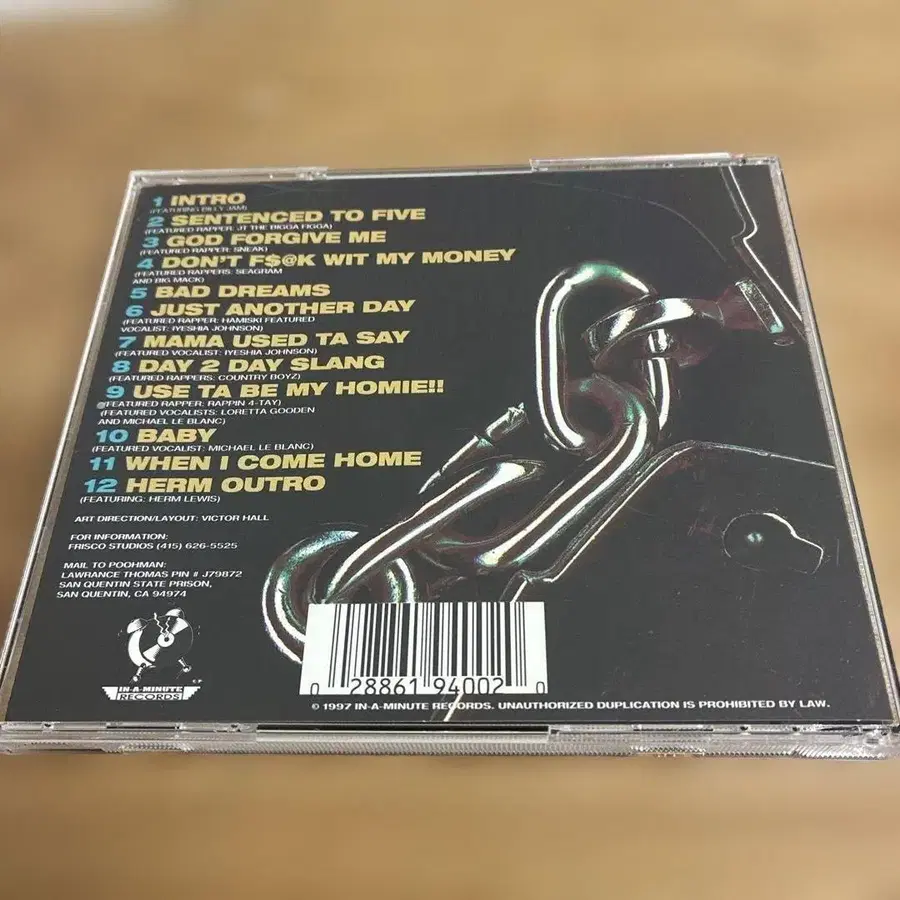 1 INTRO
(FEATURING BILLY JAM)
2 SENTENCED TO FIVE
(FEATURED RAPPER: JT THE BIGGA FIGGA)
3 GOD FORGIVE ME
(FEATURED RAPPER: SNEAK)
4 DON'T F$@K WIT MY MONEY
(FEATURED RAPPERS: SEAGRAM
AND BIG MACK)
5 BAD DREAMS
6 JUST ANOTHER DAY
(FEATURED RAPPER: HAMISKI FEATURED
VOCALIST: IYESHIA JOHNSON)
7 MAMA USED TA SAY
(FEATURED VOCALIST: IYESHIA JOHNSON)
8 DAY 2 DAY SLANG
(FEATURED RAPPERS: COUNTRY BOYZ)
9 USE TA BE MY HOMIE!!
(FEATURED RAPPER: RAPPIN 4-TAY)
(FEATURED VOCALISTS: LORETTA GOODEN
AND MICHAEL LE BLANC)
10 BABY
(FEATURED VOCALIST: MICHAEL LE BLANC)
11 WHEN I COME HOME
12 HERM OUTRO
(FEATURING: HERM LEWIS)
ART DIRECTION/LAYOUT: VICTOR HALL
FOR INFORMATION:
FRISCO STUDIOS (415) 626-5525
MAIL TO POOHMAN:
LAWRANCE THOMAS PIN # J79872
SAN QUENTIN STATE PRISON,
SAN QUENTIN, CA 94974
IN-A-MINUTE
RECORDS
0 28861 94002 0
© 1997 IN-A-MINUTE RECORDS. UNAUTHORIZED DUPLICATION IS PROHIBITED BY LAW.